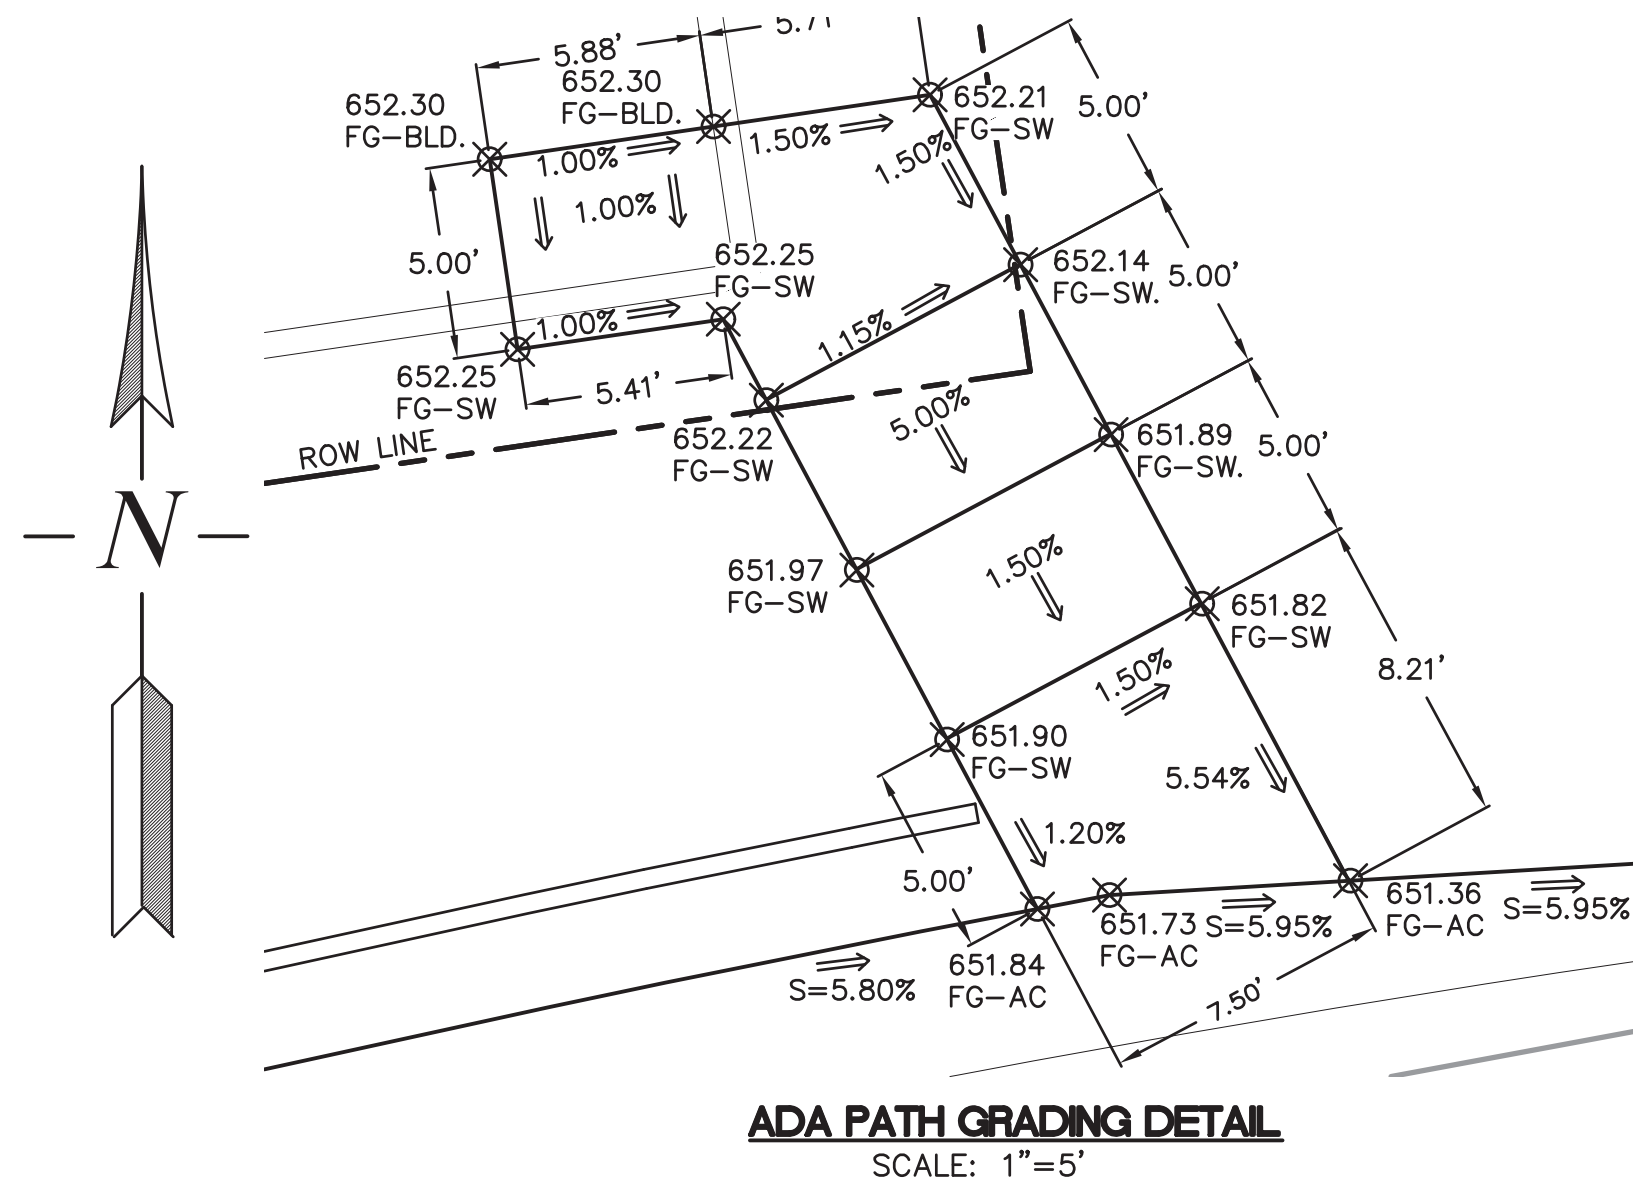 5.88'
652.30
FG-BLD.
652.30
FG-BLD.
652.21
FG-SW
5.00'
1.00%
1.50%
1.50%
1.00%
5.00'
652.25
FG-SW
652.14
FG-SW.
5.00'
1.00%
1.15%
652.25
FG-SW
5.41'
5.00%
ROW LINE
652.22
FG-SW
651.89
FG-SW.
5.00'
651.97
FG-SW
1.50%
651.82
FG-SW
8.21'
1.50%
651.90
FG-SW
5.54%
1.20%
5.00'
651.36
FG-AC
S=5.95%
651.73
FG-AC
S=5.95%
651.84
FG-AC
S=5.80%
7.50'
N
ADA PATH GRADING DETAIL
SCALE: 1"=5'